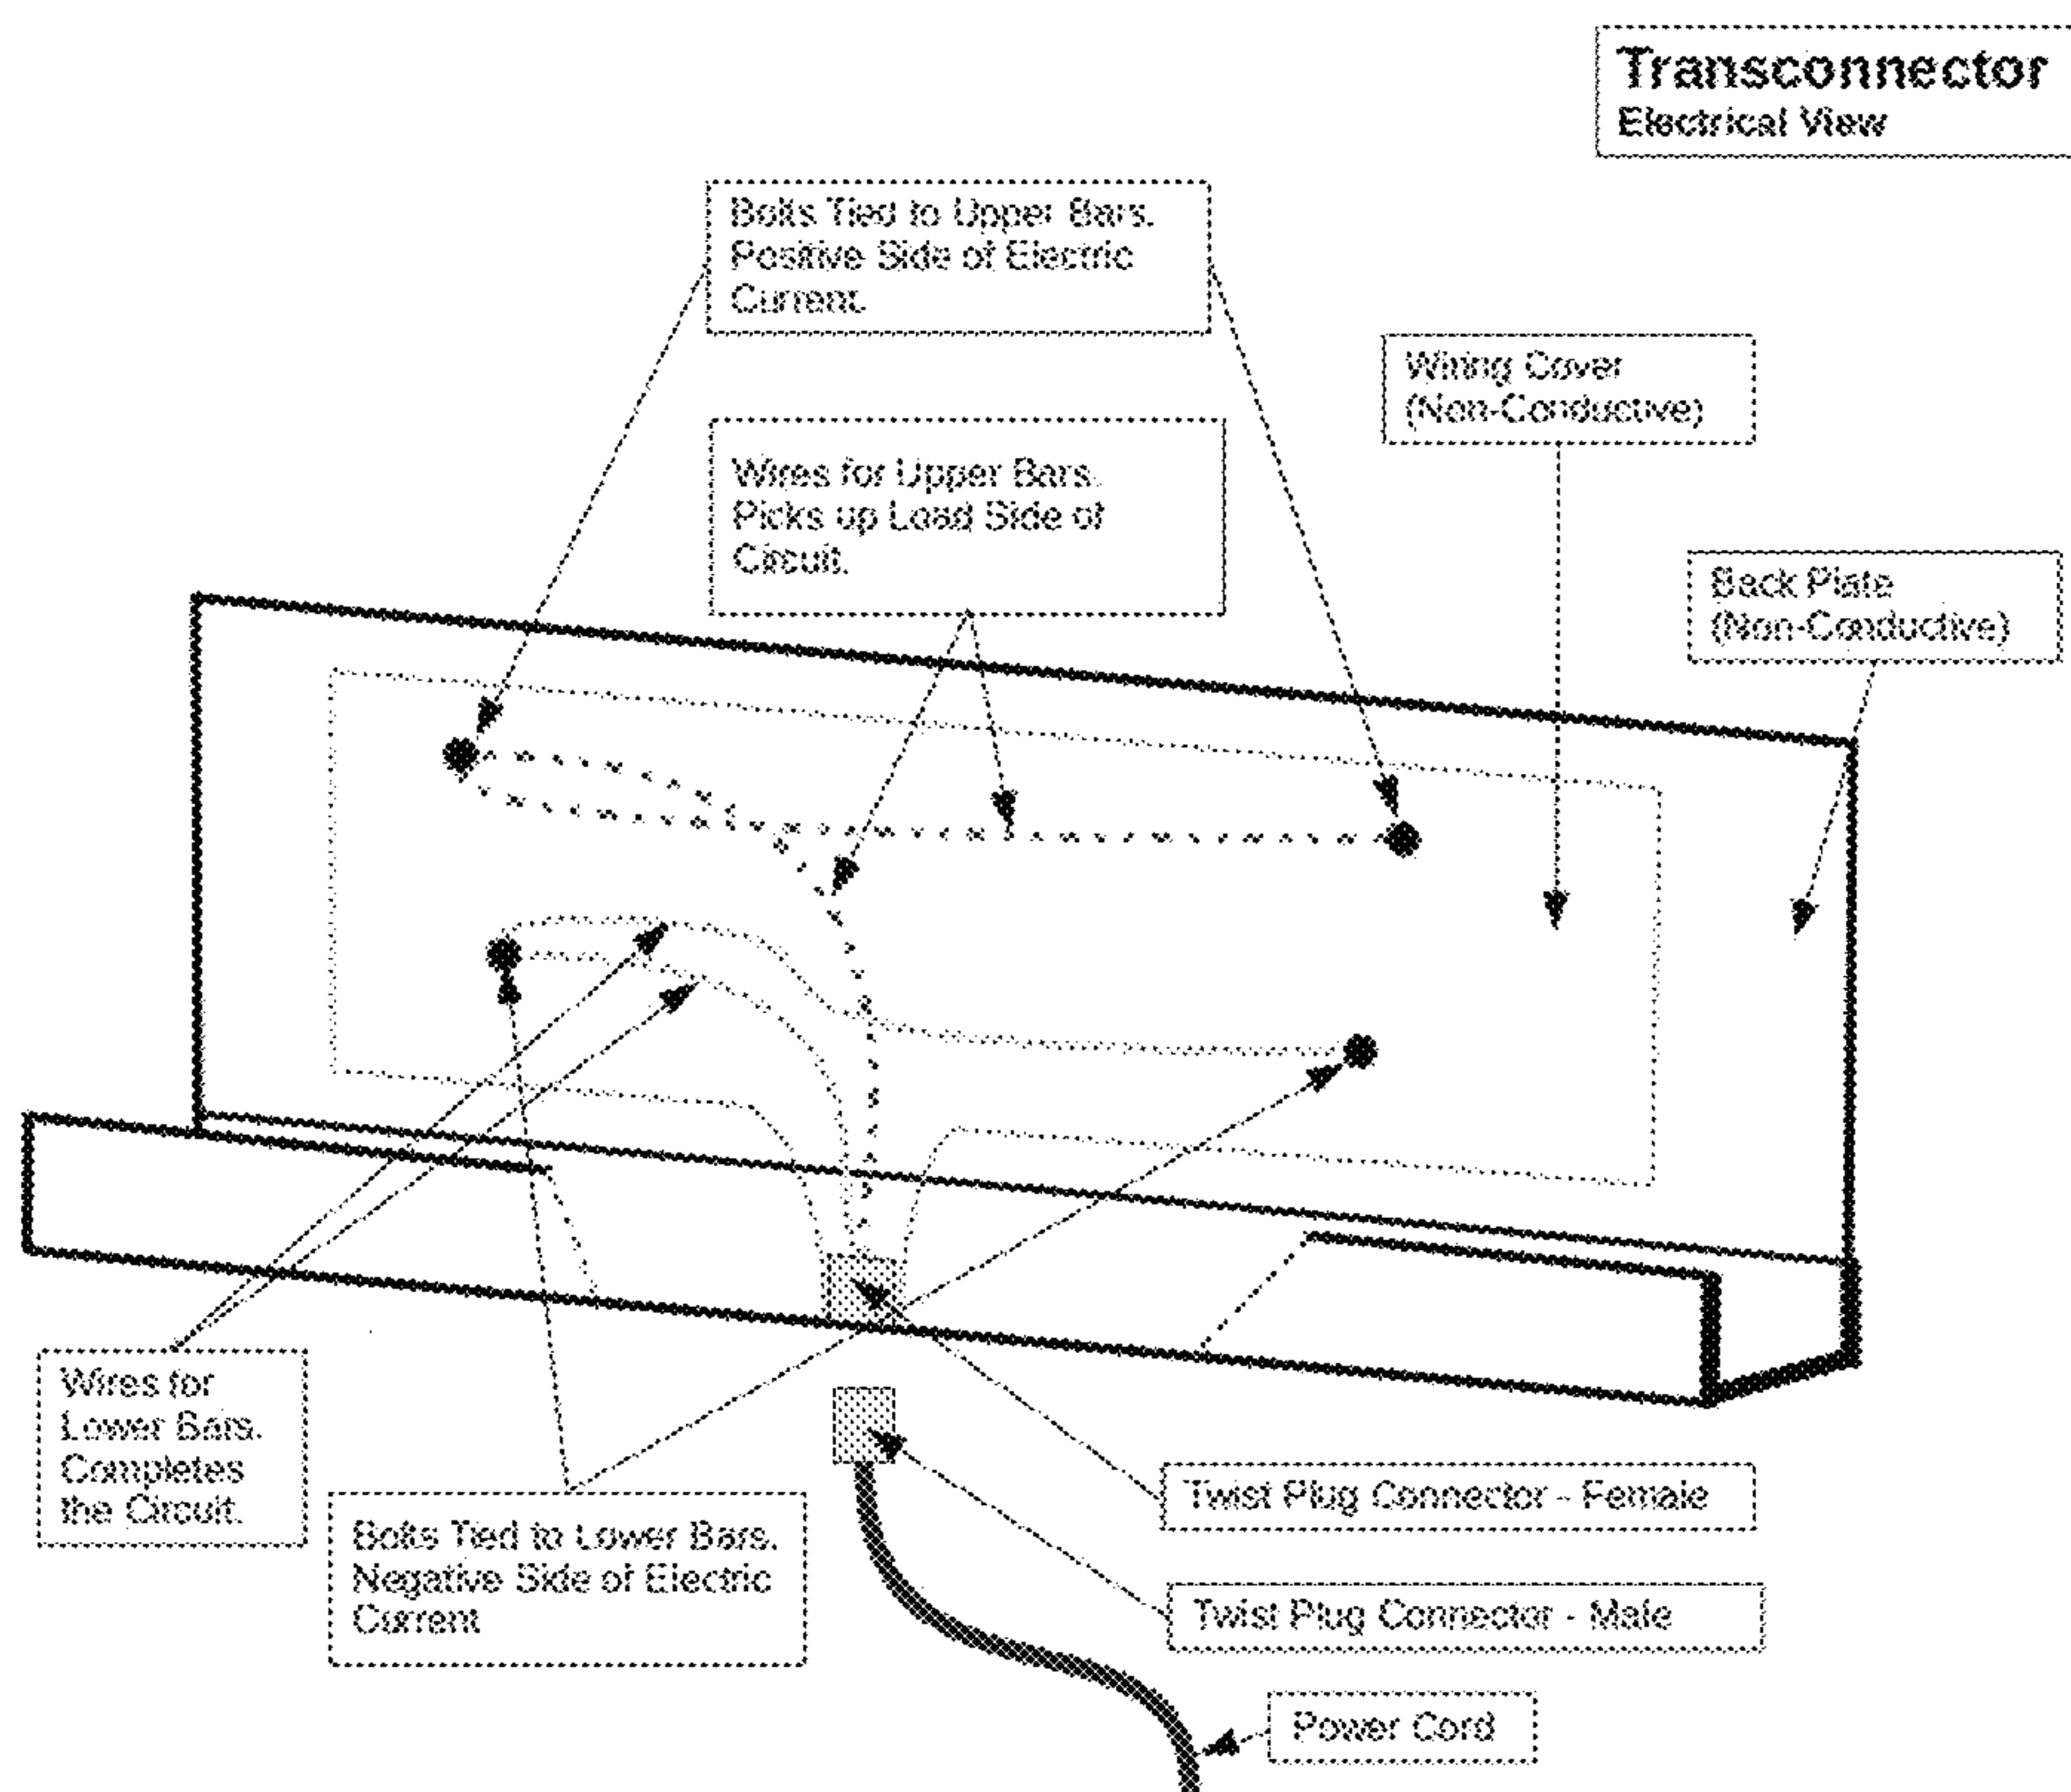 Transconnector
Electrical View
Bolts Tied to Upper Bars.
Positive Side of Electric
Current.
Wiring Cover
(Non-Conductive)
Wires for Upper Bars.
Picks up Load Side of
Circuit.
Back Plate
(Non-Conductive)
Wires for
Lower Bars.
Completes
the Circuit.
Bolts Tied to Lower Bars.
Negative Side of Electric
Current
Twist Plug Connector - Female
Twist Plug Connector - Male
Power Cord